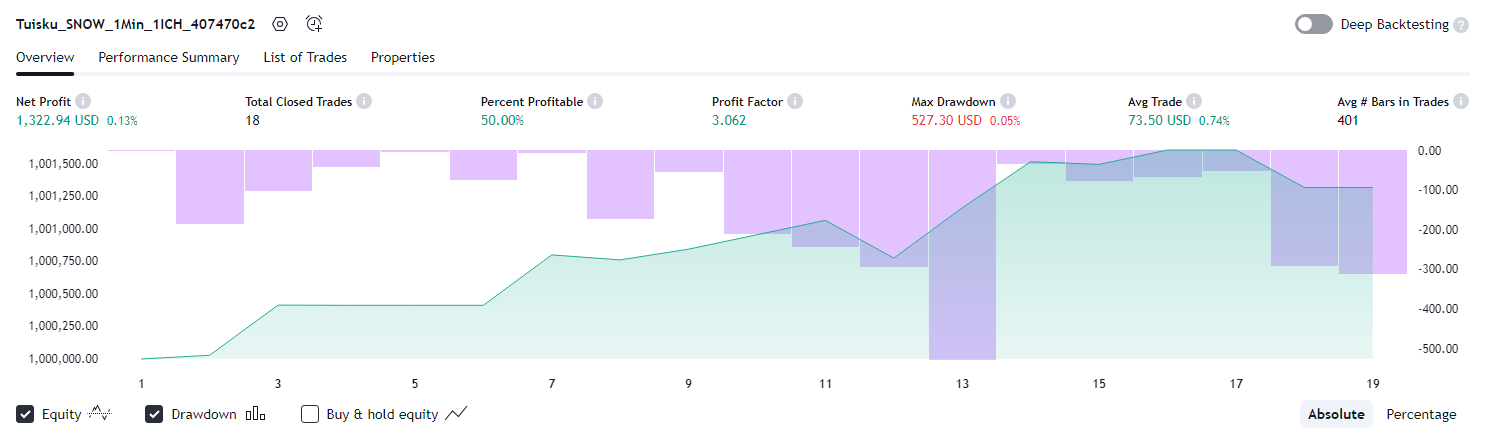 Tuisku_SNOW_1Min_1ICH_407470c2 Deep Backtesting ?
Overview Performance Summary List of Trades Properties
Net Profit Total Closed Trades Percent Profitable Profit Factor Max Drawdown Avg Trade Avg # Bars in Trades
1,322.94 USD 0.13% 18 50.00% 3.062 527.30 USD 0.05% 73.50 USD 0.74% 401
1,001,500.00 0.00
1,001,250.00 -100.00
1,001,000.00 -200.00
1,000,750.00 -300.00
1,000,500.00 -400.00
1,000,250.00 -500.00
1,000,000.00
1 3 5 7 9 11 13 15 17 19
Equity Drawdown Buy & hold equity Absolute Percentage